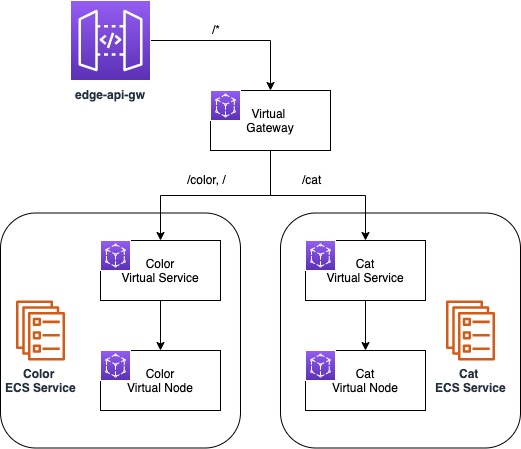 /*
edge-api-gw
Virtual
Gateway
/color, /
/cat
Color
Virtual Service
Cat
Virtual Service
Color
ECS Service
Color
Virtual Node
Cat
Virtual Node
Cat
ECS Service